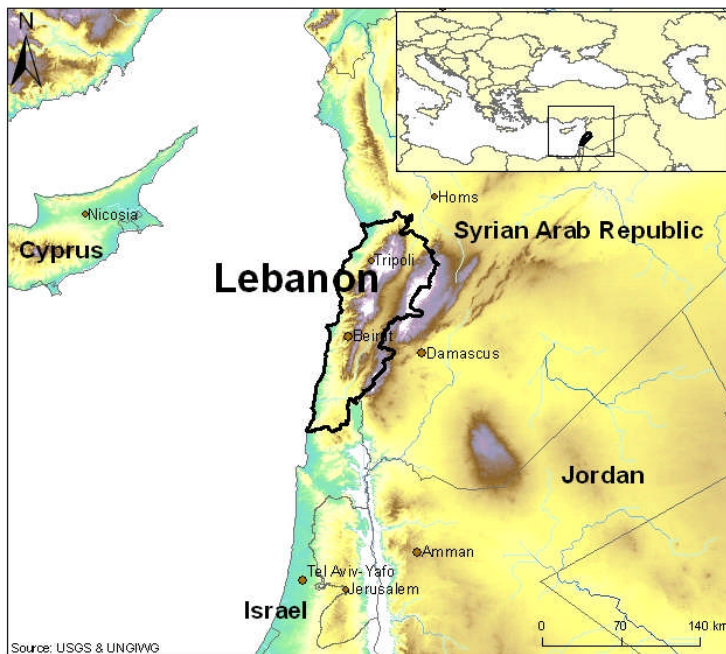 N
Homs
Nicosia
Syrian Arab Republic
Cyprus
Tripoli
Lebanon
Beirut
Damascus
Jordan
Amman
Tel Aviv-Yafo
Jerusalem
Israel
0 70 140 km
Source: USGS & UNGIWG